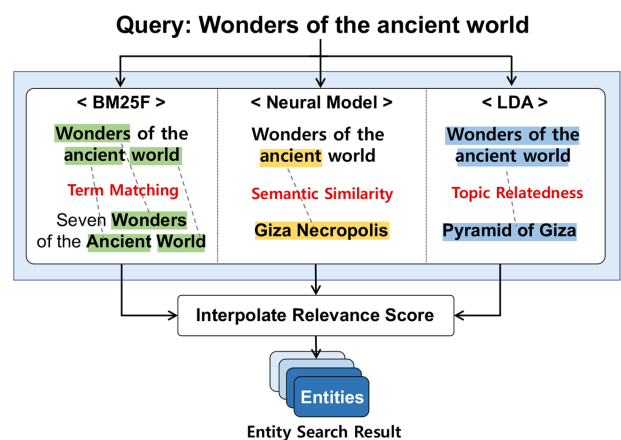 Query: Wonders of the ancient world
< BM25F >
Wonders of the
ancient world
Term Matching
Seven Wonders
of the Ancient World
< Neural Model >
Wonders of the
ancient world
Semantic Similarity
Giza Necropolis
< LDA >
Wonders of the
ancient world
Topic Relatedness
Pyramid of Giza
Interpolate Relevance Score
Entities
Entity Search Result